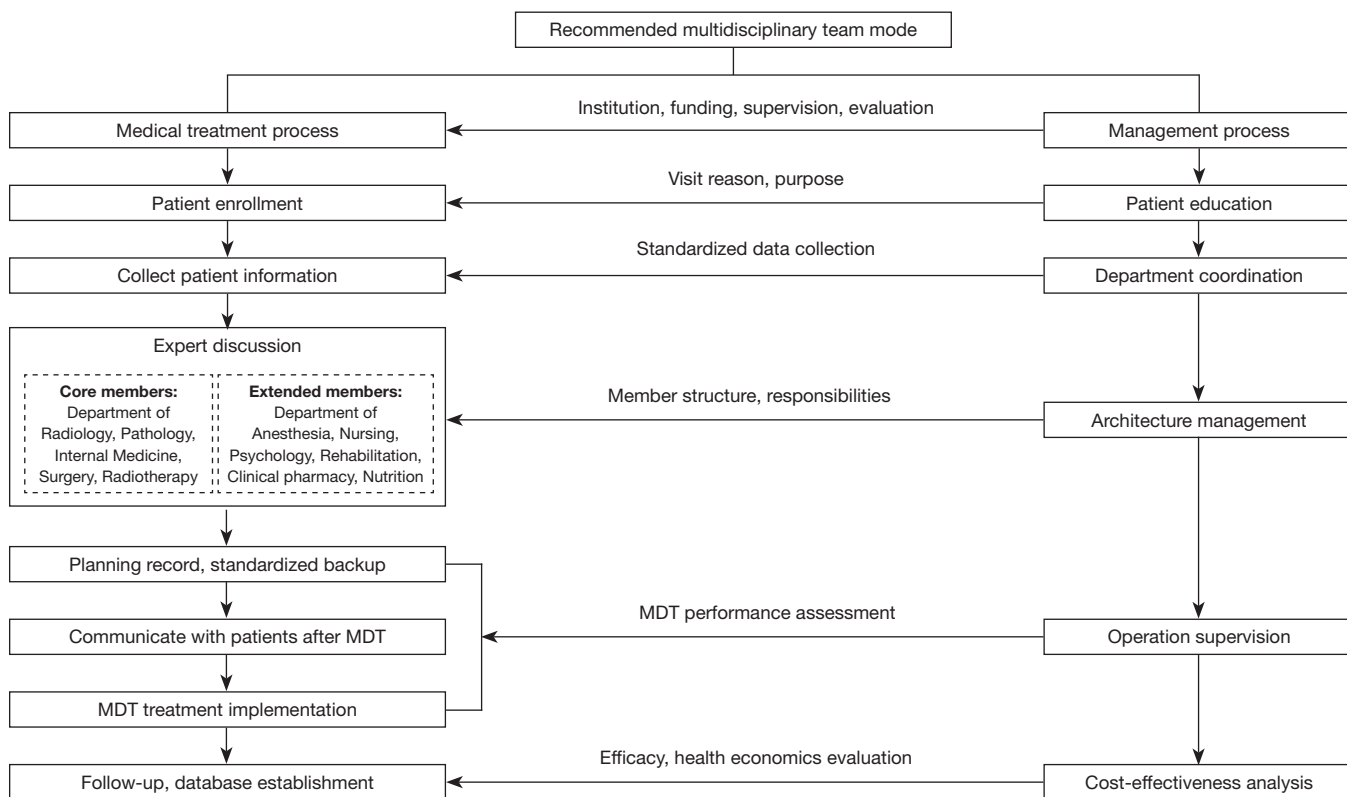 Recommended multidisciplinary team mode
Institution, funding, supervision, evaluation
Medical treatment process
Management process
Visit reason, purpose
Patient enrollment
Patient education
Standardized data collection
Collect patient information
Department coordination
Expert discussion
Core members:
Department of
Radiology, Pathology,
Internal Medicine,
Surgery, Radiotherapy
Extended members:
Department of
Anesthesia, Nursing,
Psychology, Rehabilitation,
Clinical pharmacy, Nutrition
Member structure, responsibilities
Architecture management
Planning record, standardized backup
MDT performance assessment
Communicate with patients after MDT
Operation supervision
MDT treatment implementation
Efficacy, health economics evaluation
Follow-up, database establishment
Cost-effectiveness analysis